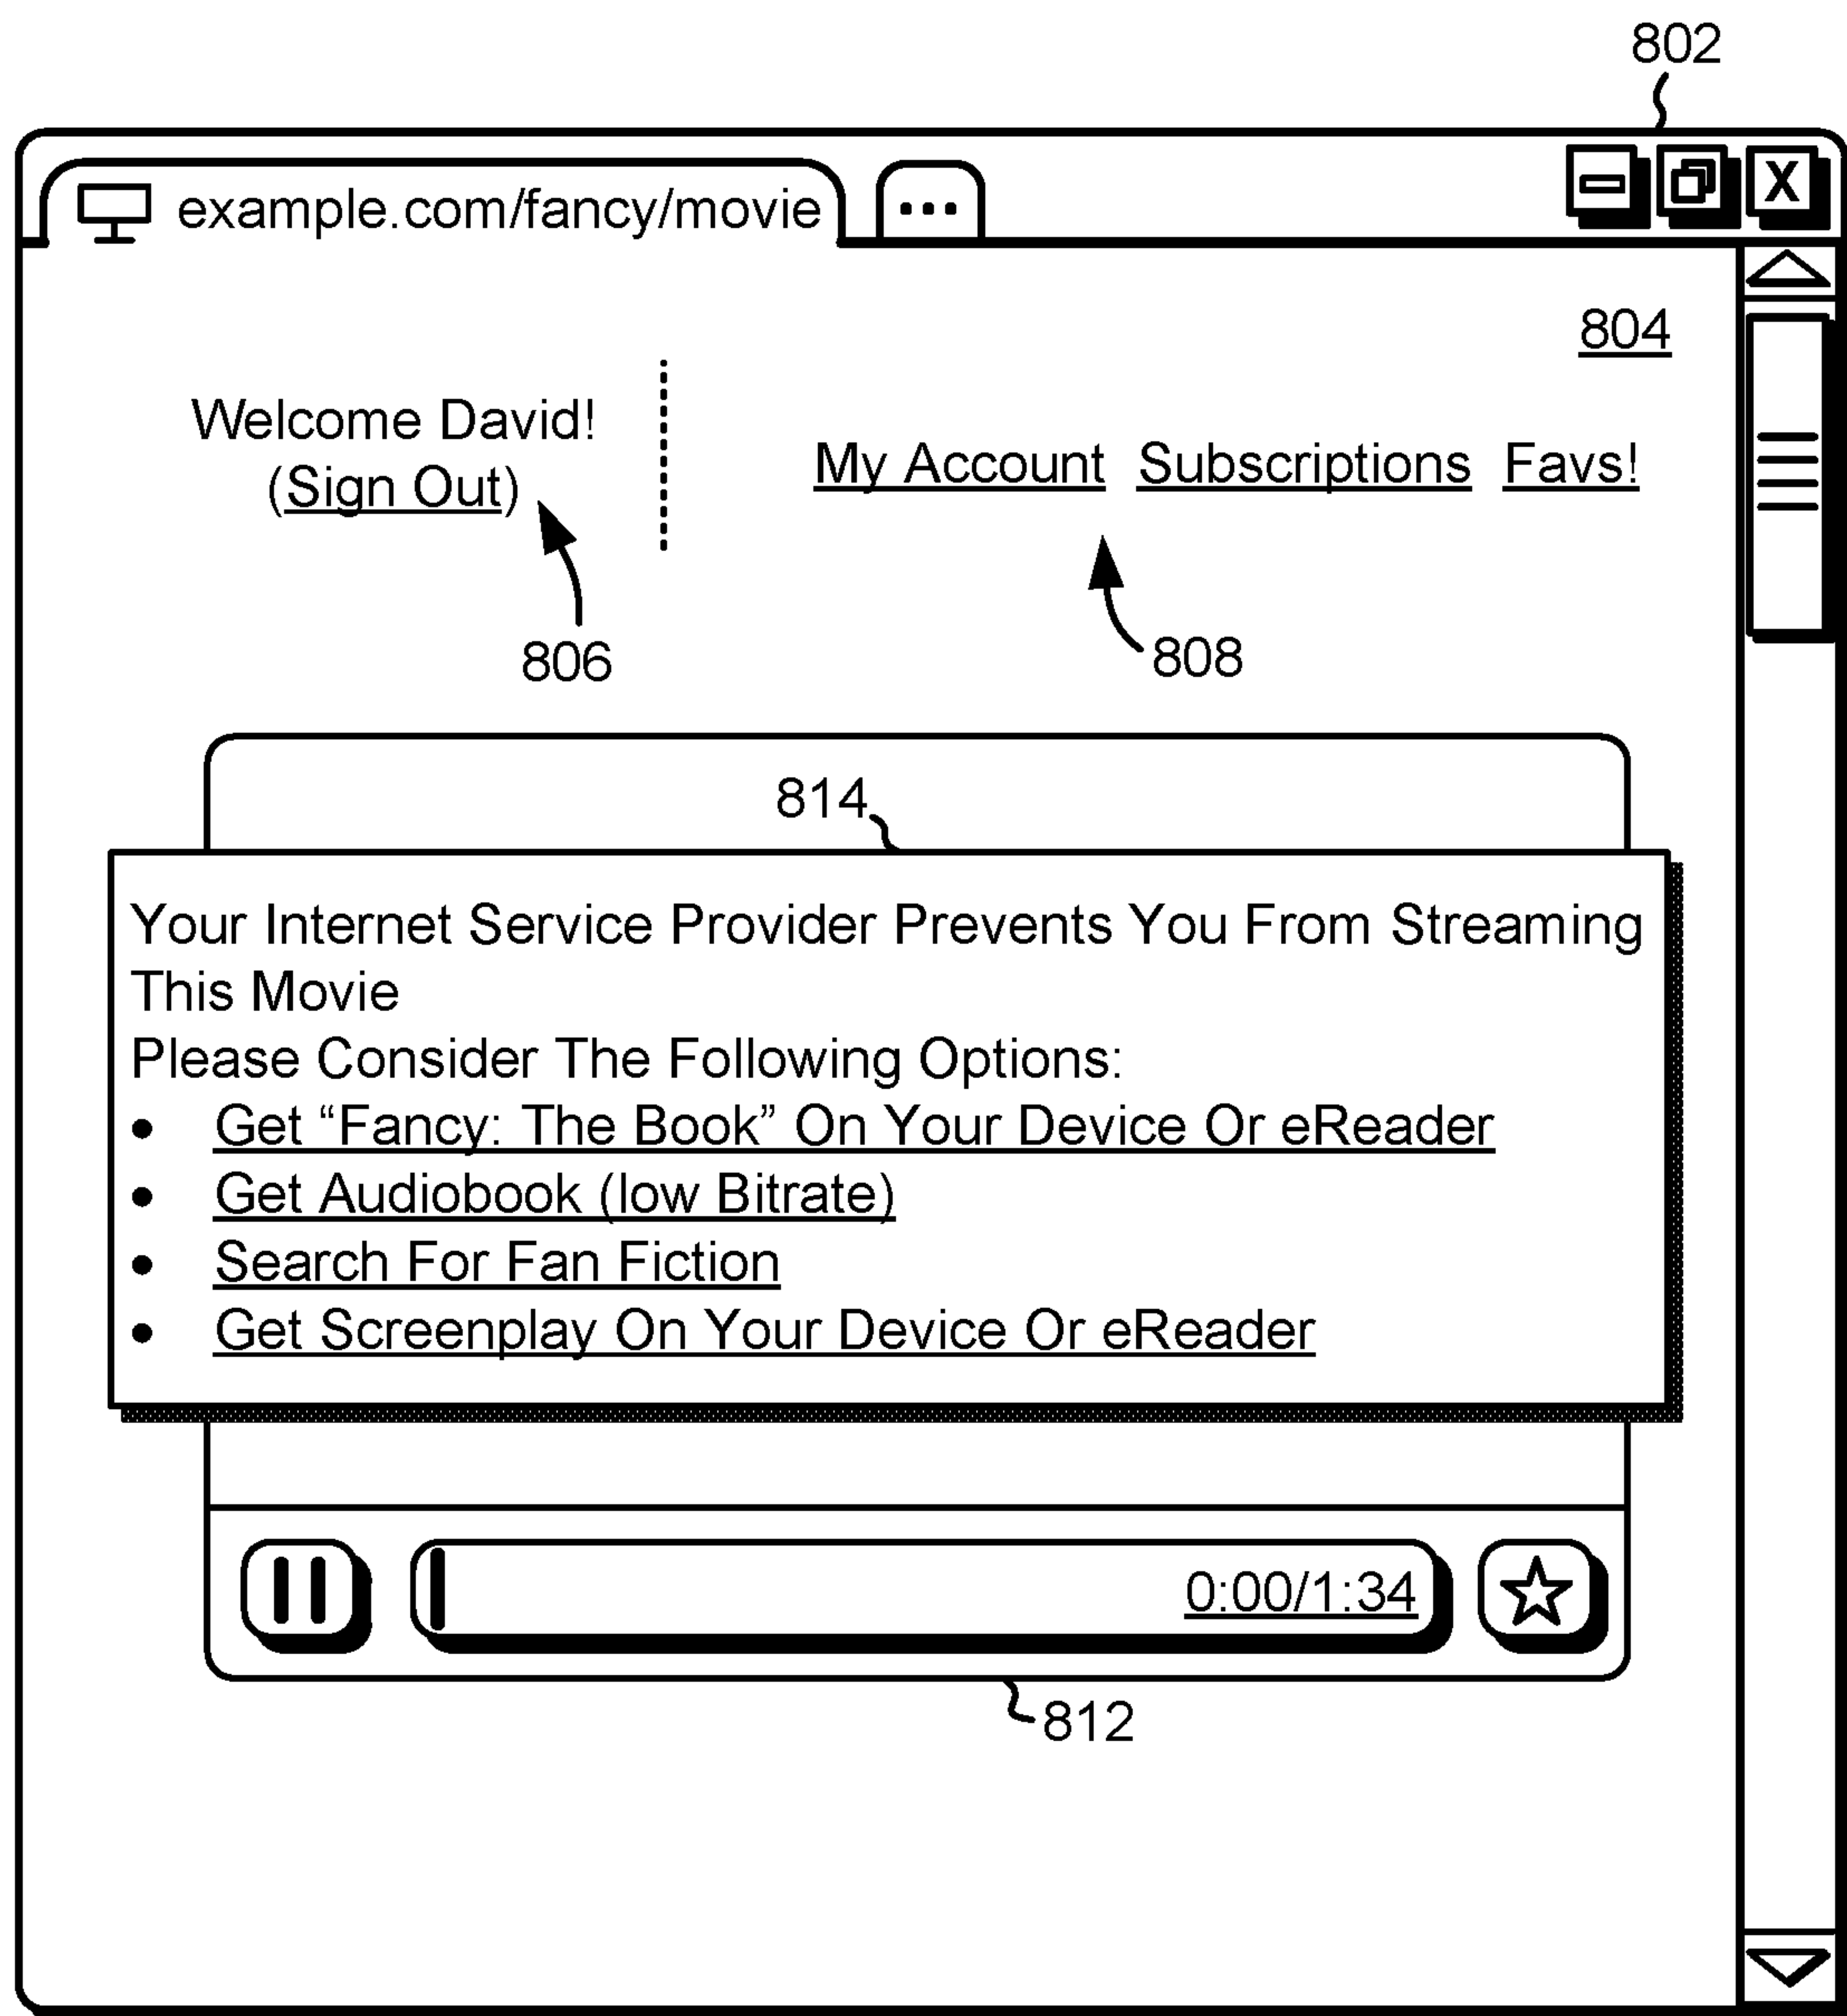 802
example.com/fancy/movie
...
X
804
Welcome David!
(Sign Out)
My Account Subscriptions Favs!
806
808
814
Your Internet Service Provider Prevents You From Streaming
This Movie
Please Consider The Following Options:
• Get “Fancy: The Book” On Your Device Or eReader
• Get Audiobook (low Bitrate)
• Search For Fan Fiction
• Get Screenplay On Your Device Or eReader
0:00/1:34
812